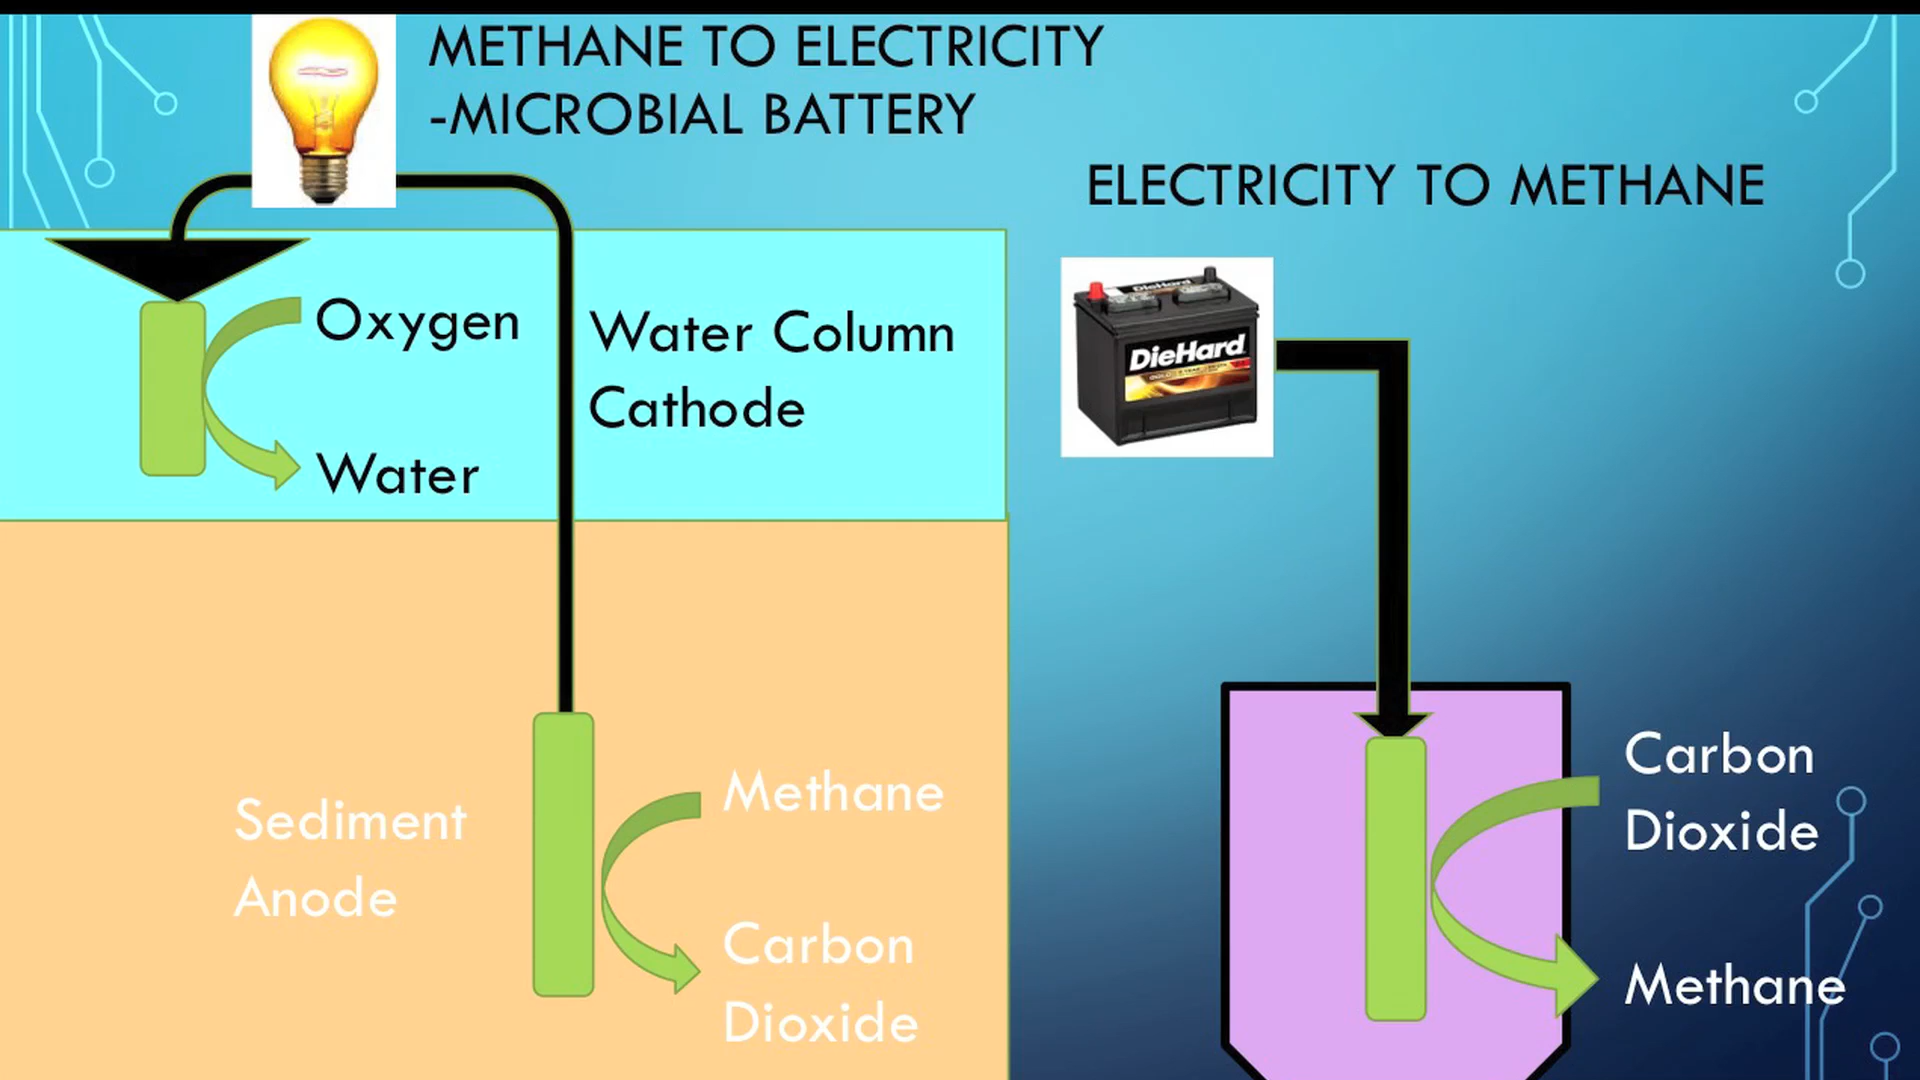 METHANE TO ELECTRICITY
-MICROBIAL BATTERY
ELECTRICITY TO METHANE
Oxygen
Water
Water Column
Cathode
DieHard
DieHard
Sediment
Anode
Methane
Carbon
Dioxide
Carbon
Dioxide
Methane